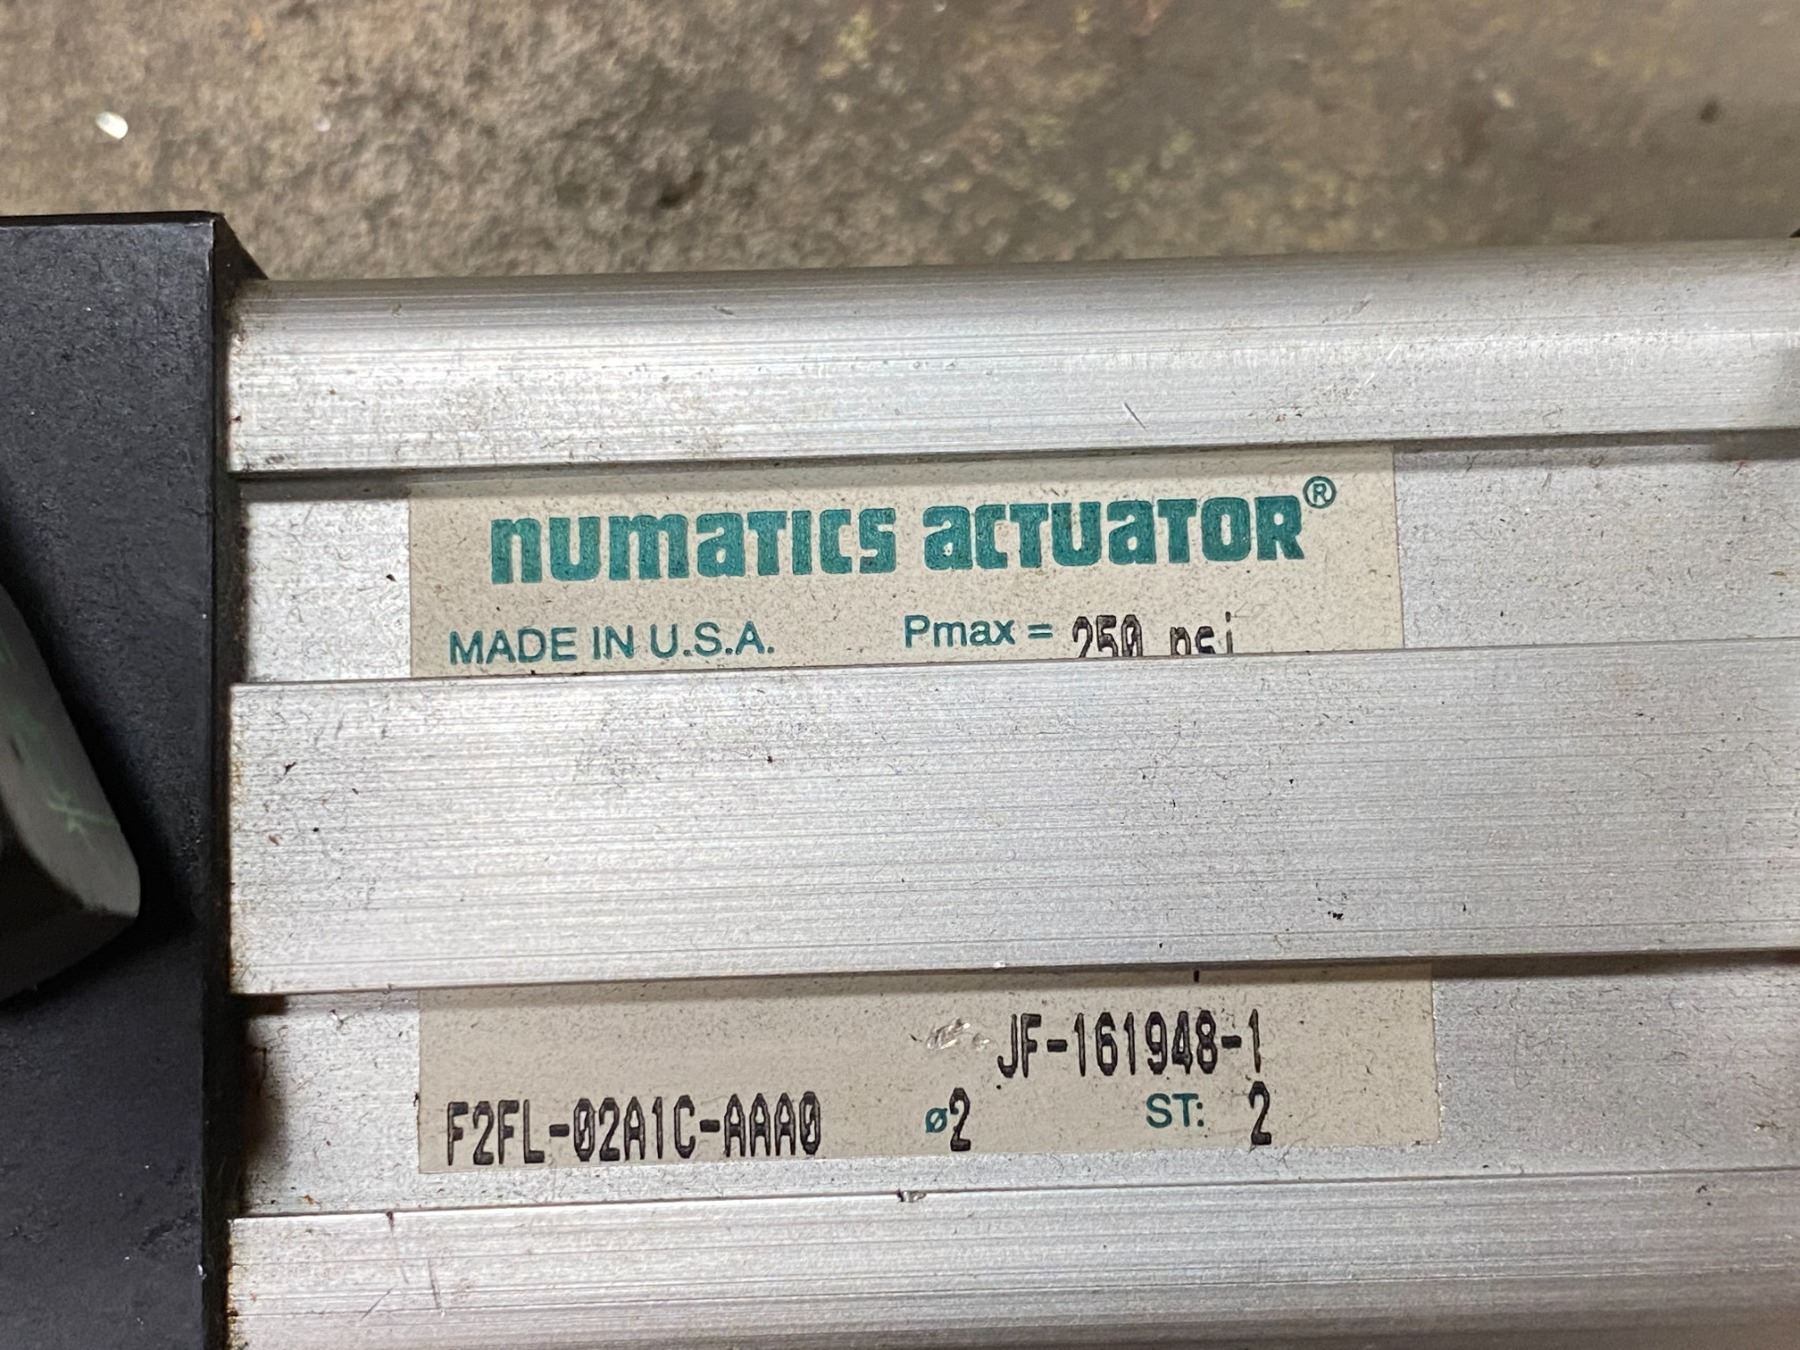 numatics actuator®
MADE IN U.S.A. Pmax = 250 psi
JF-161948-1
F2FL-02A1C-AAA0 ø2 ST: 2